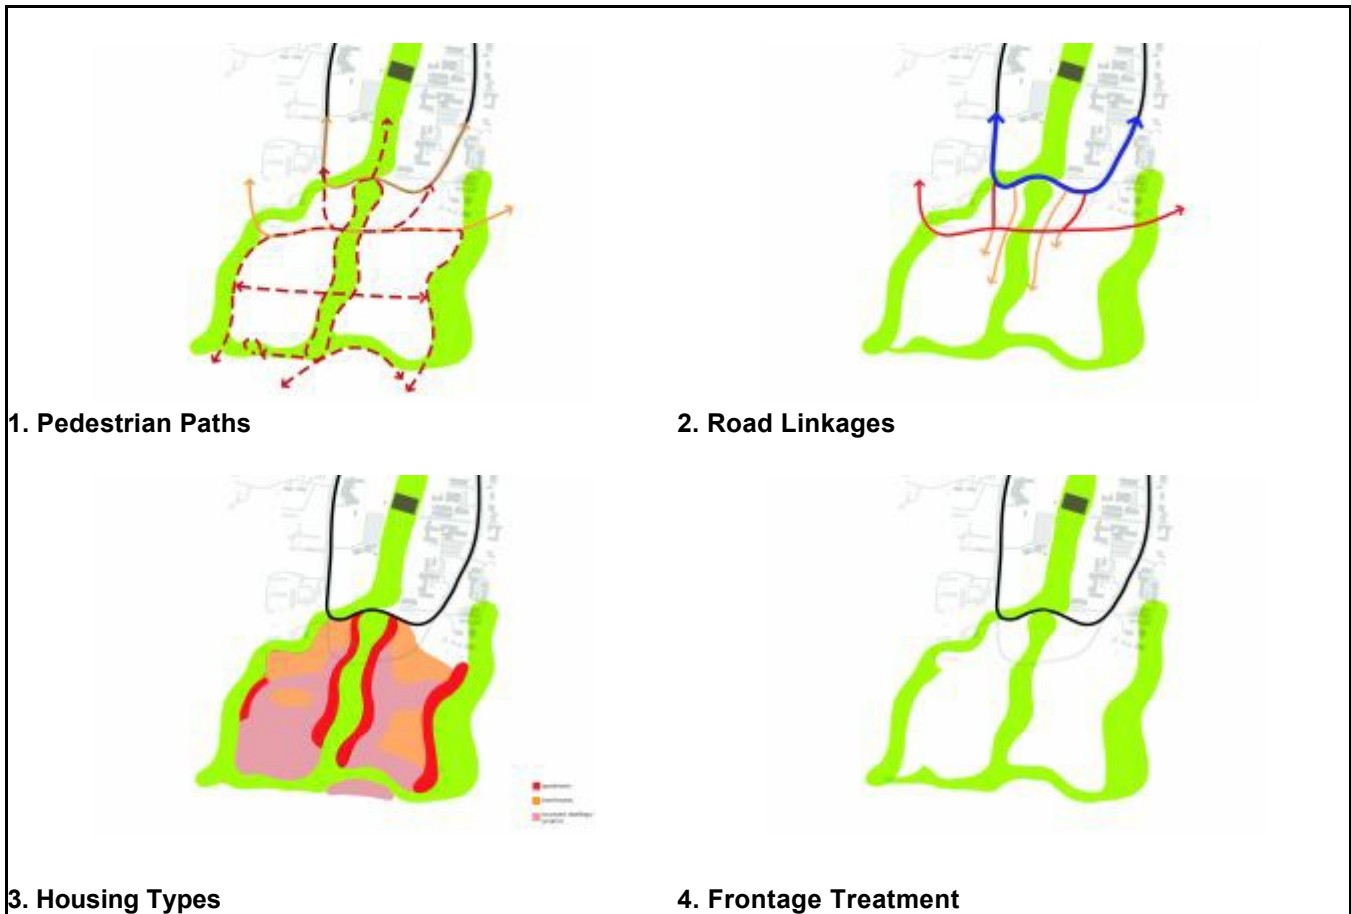 1. Pedestrian Paths
2. Road Linkages
3. Housing Types
4. Frontage Treatment